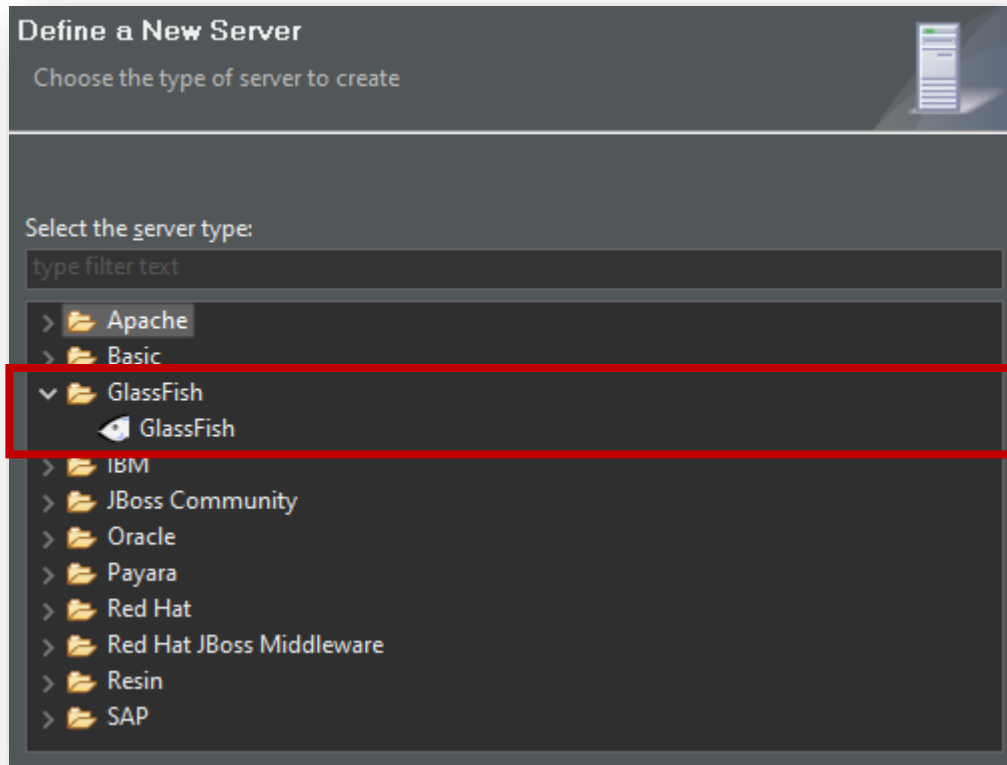 Define a New Server
Choose the type of server to create
Select the server type:
type filter text
Apache
Basic
GlassFish
GlassFish
IBM
JBoss Community
Oracle
Payara
Red Hat
Red Hat JBoss Middleware
Resin
SAP